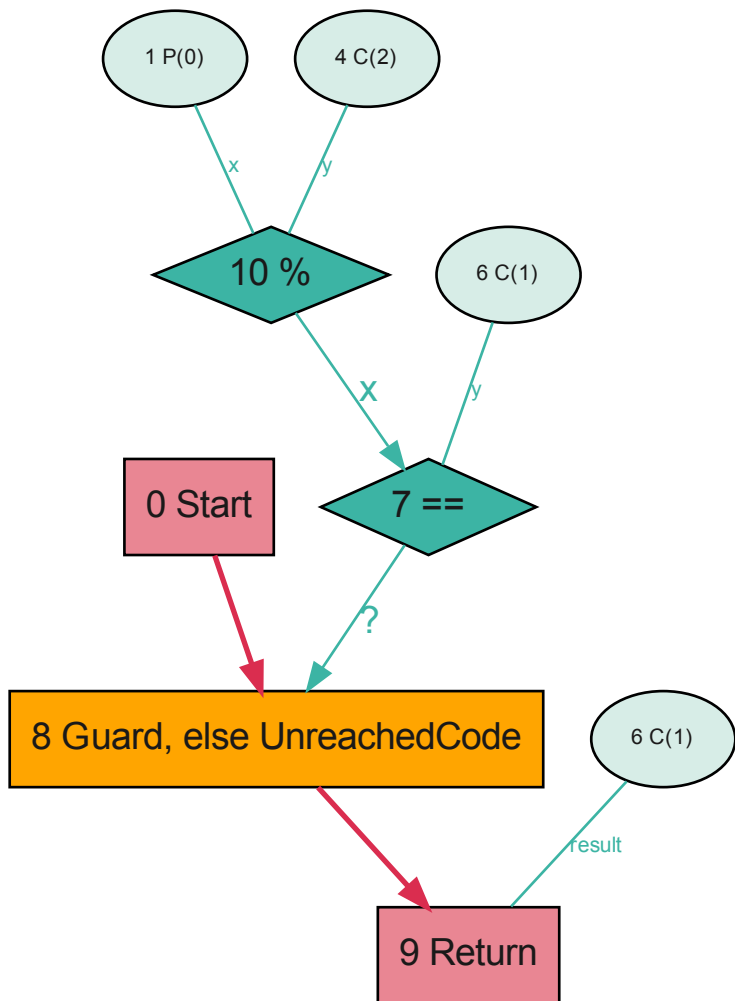 1 P(0)
4 C(2)
x
y
10 %
6 C(1)
x
y
0 Start
7 ==
?
8 Guard, else UnreachedCode
6 C(1)
result
9 Return